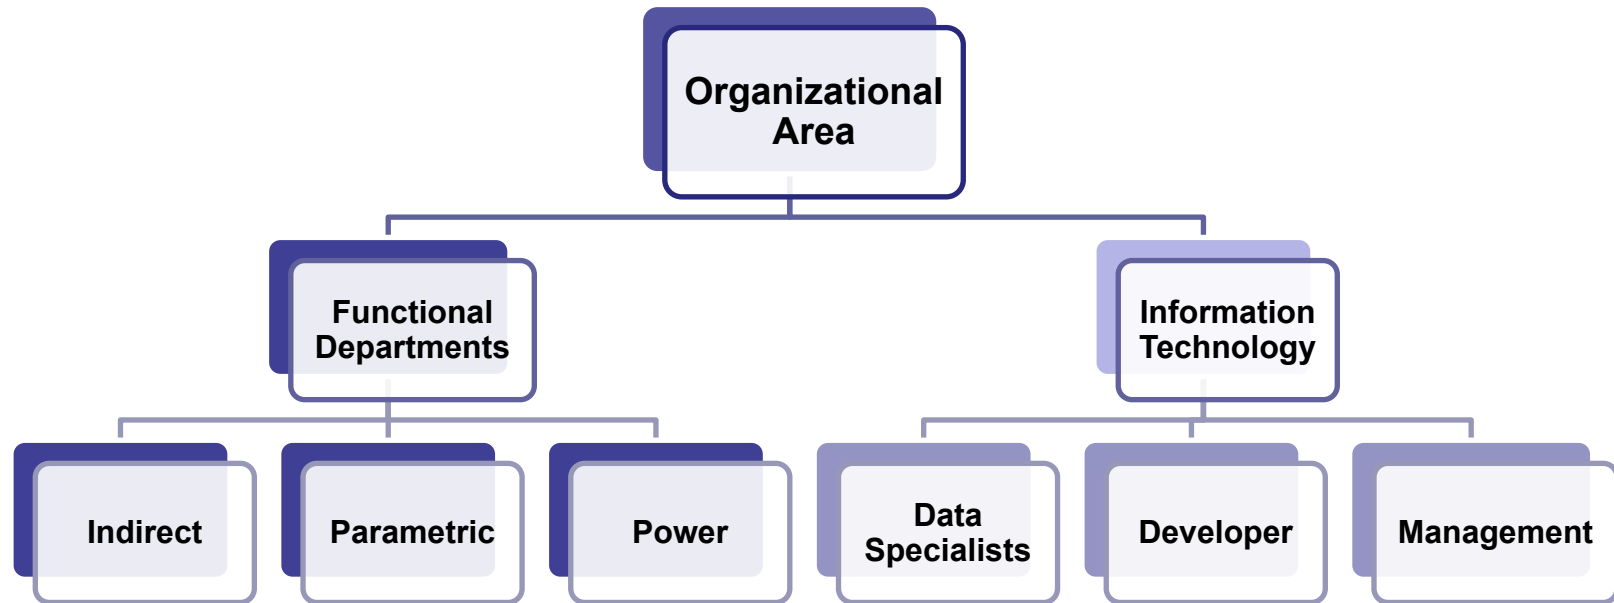 Organizational
Area
Functional
Departments
Information
Technology
Indirect
Parametric
Power
Data
Specialists
Developer
Management